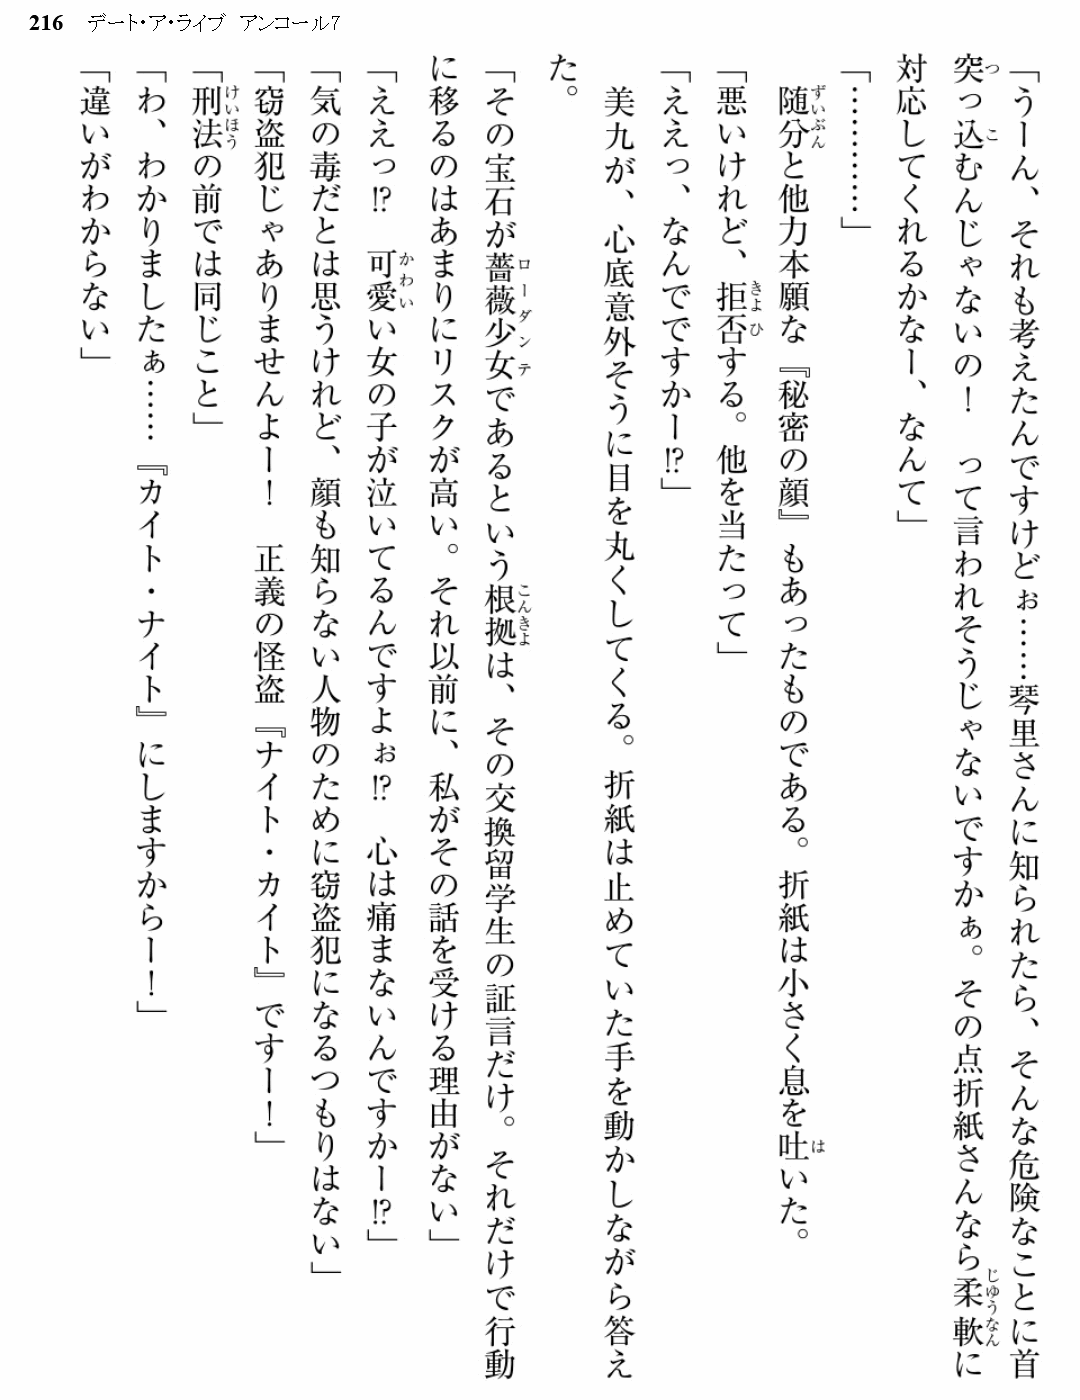 216 デート・ア・ライブ アンコール7
「うーん、それも考えたんですけどぉ……琴里さんに知られたら、そんな危険なことに首
突っ込むんじゃないの！　って言われそうじゃないですかぁ。その点折紙さんなら柔軟に
対応してくれるかなー、なんて」
「…………」
　随分と他力本願な『秘密の顔』もあったものである。折紙は小さく息を吐いた。
「悪いけれど、拒否する。他を当たって」
「ええっ、なんでですかー!?」
　美九が、心底意外そうに目を丸くしてくる。折紙は止めていた手を動かしながら答え
た。
「その宝石が薔薇少女であるという根拠は、その交換留学生の証言だけ。それだけで行動
に移るのはあまりにリスクが高い。それ以前に、私がその話を受ける理由がない」
「ええっ!?　可愛い女の子が泣いてるんですよぉ!?　心は痛まないんですかー!?」
「気の毒だとは思うけれど、顔も知らない人物のために窃盗犯になるつもりはない」
「窃盗犯じゃありませんよー！　正義の怪盗『ナイト・カイト』ですー！」
「刑法の前では同じこと」
「わ、わかりましたぁ……『カイト・ナイト』にしますからー！」
「違いがわからない」